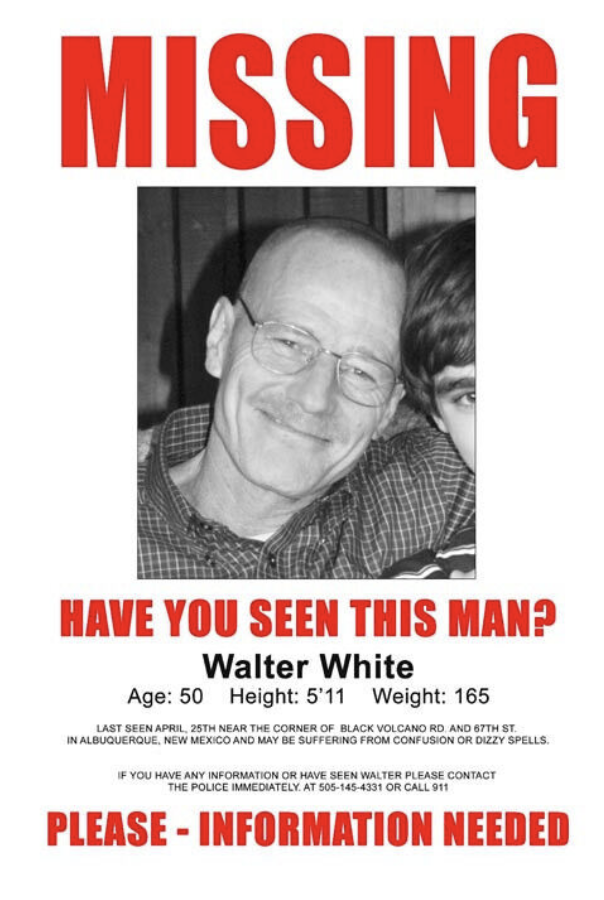 MISSING
HAVE YOU SEEN THIS MAN?
Walter White
Age: 50 Height: 5'11 Weight: 165
LAST SEEN APRIL, 25TH NEAR THE CORNER OF BLACK VOLCANO RD. AND 67TH ST.
IN ALBUQUERQUE, NEW MEXICO AND MAY BE SUFFERING FROM CONFUSION OR DIZZY SPELLS.
IF YOU HAVE ANY INFORMATION OR HAVE SEEN WALTER PLEASE CONTACT
THE POLICE IMMEDIATELY. AT 505-145-4331 OR CALL 911
PLEASE - INFORMATION NEEDED